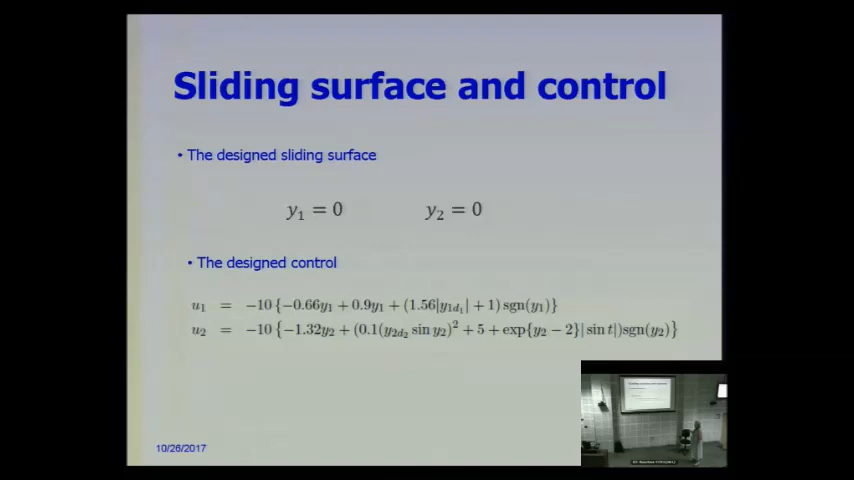 Sliding surface and control
• The designed sliding surface
y₁ = 0 y₂ = 0
• The designed control
u₁ = −10 {−0.66y₁ + 0.9y₁ + (1.56|y₁d₁| + 1) sgn(y₁)}
u₂ = −10 {−1.32y₂ + (0.1(y₂d₂ sin y₂)² + 5 + exp{y₂ − 2}| sin t|)sgn(y₂)}
10/26/2017